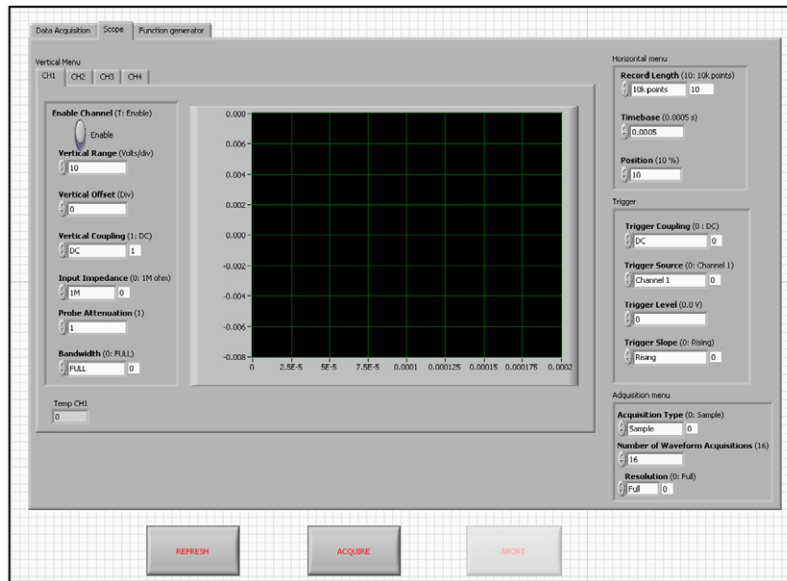 Data Acquisition Scope Function generator
Vertical Menu
CH1 CH2 CH3 CH4
Enable Channel (T: Enable)
Enable
Vertical Range (Volts/div)
10
Vertical Offset (Div)
0
Vertical Coupling (1: DC)
DC 1
Input Impedance (0: 1M ohm)
1M 0
Probe Attenuation (1)
1
Bandwidth (0: FULL)
FULL 0
Temp CH1
0
0.008
0.006
0.004
0.002
0.000
-0.002
-0.004
-0.006
-0.008
0 2.5E-5 5E-5 7.5E-5 0.0001 0.000125 0.00015 0.000175 0.0002
Horizontal menu
Record Length (10: 10k points)
10k points 10
Timebase (0.0005 s)
0.0005
Position (10 %)
10
Trigger
Trigger Coupling (0 : DC)
DC 0
Trigger Source (0: Channel 1)
Channel 1 0
Trigger Level (0.0 V)
0
Trigger Slope (0: Rising)
Rising 0
Adquisition menu
Acquisition Type (0: Sample)
Sample 0
Number of Waveform Acquisitions (16)
16
Resolution (0: Full)
Full 0
REFRESH ACQUIRE ABORT